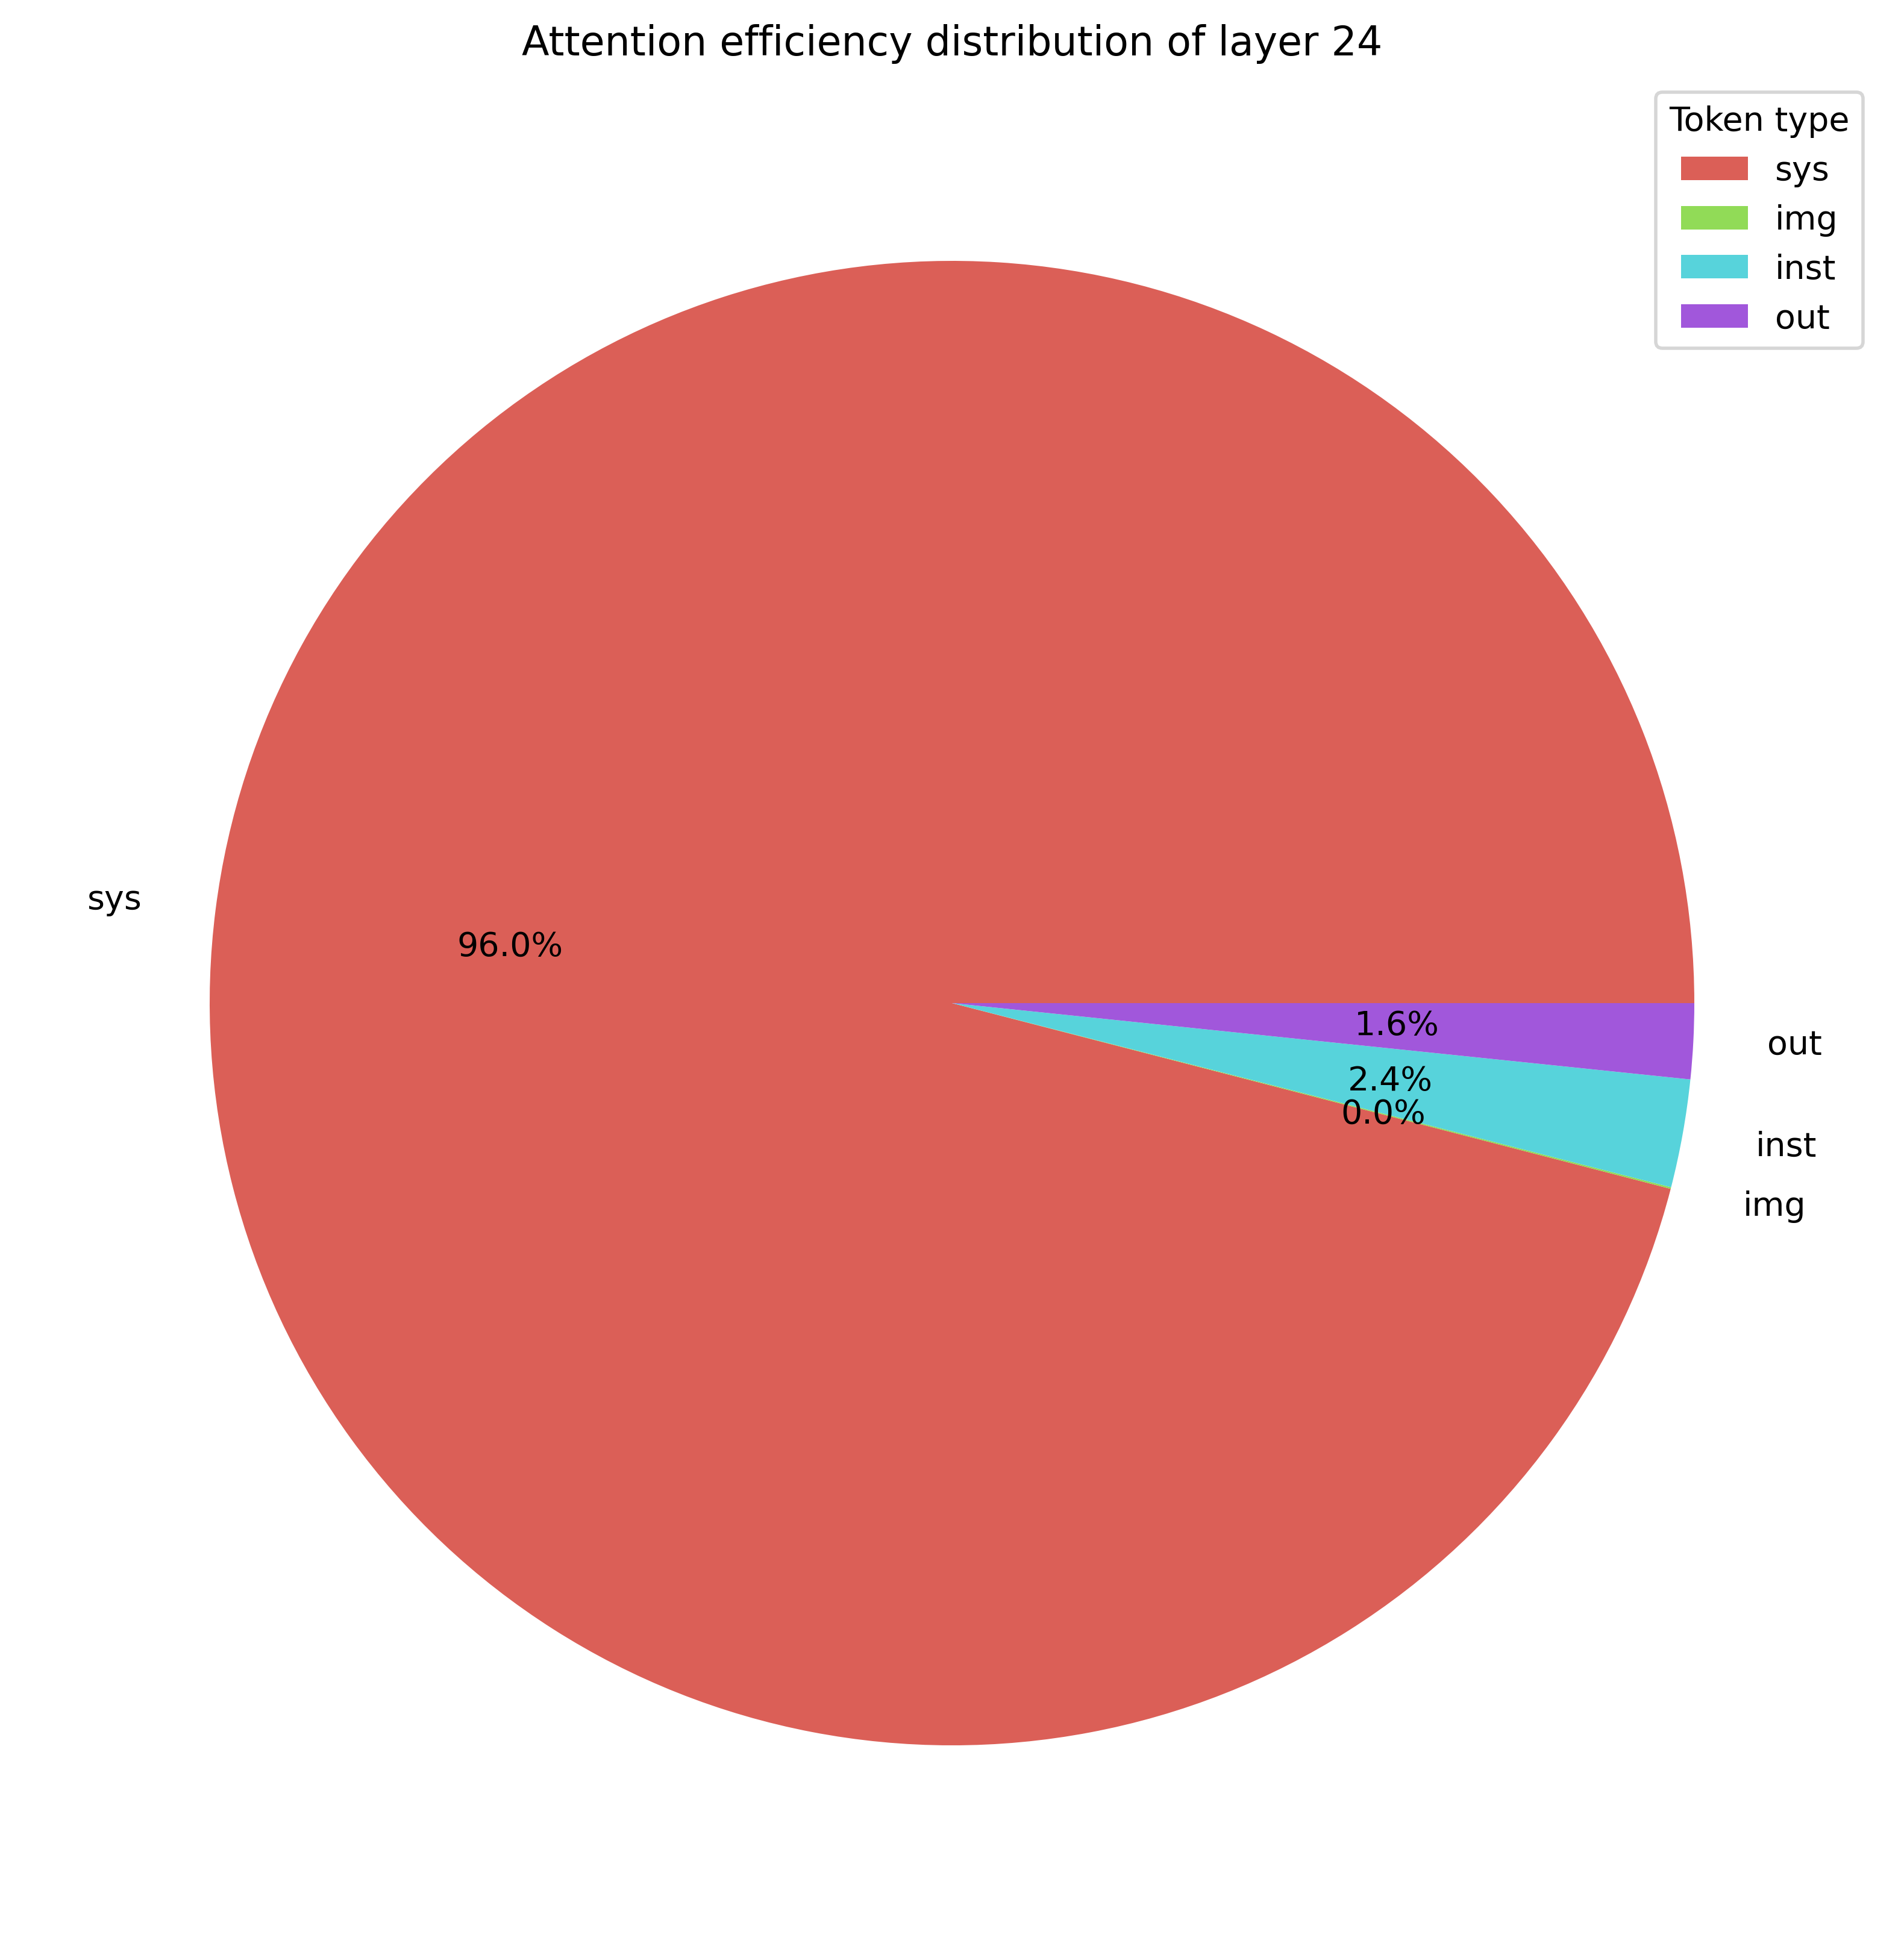 Attention efficiency distribution of layer 24
Token type
sys
img
inst
out
sys
96.0%
1.6%
out
2.4%
0.0%
inst
img